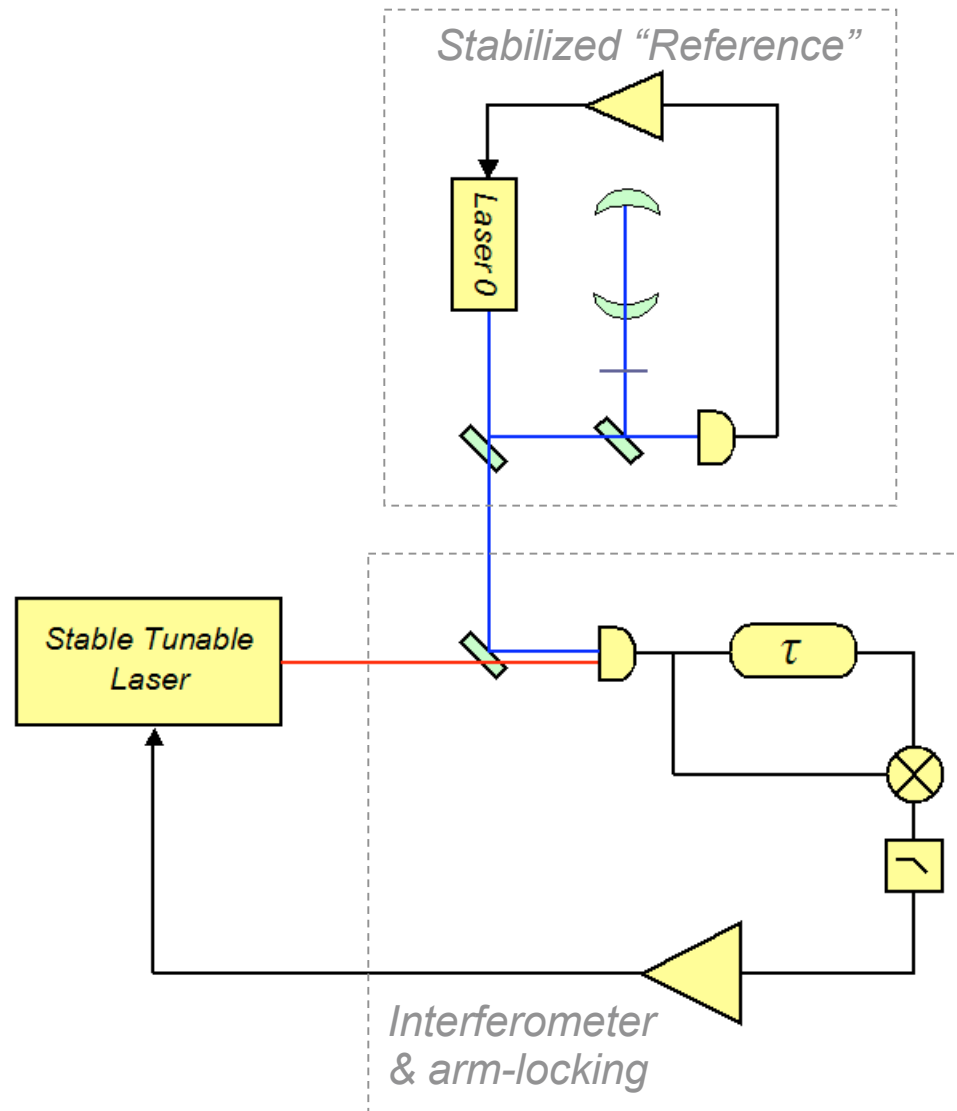 Stabilized “Reference”
Laser 0
Stable Tunable
Laser
τ
Interferometer
& arm-locking